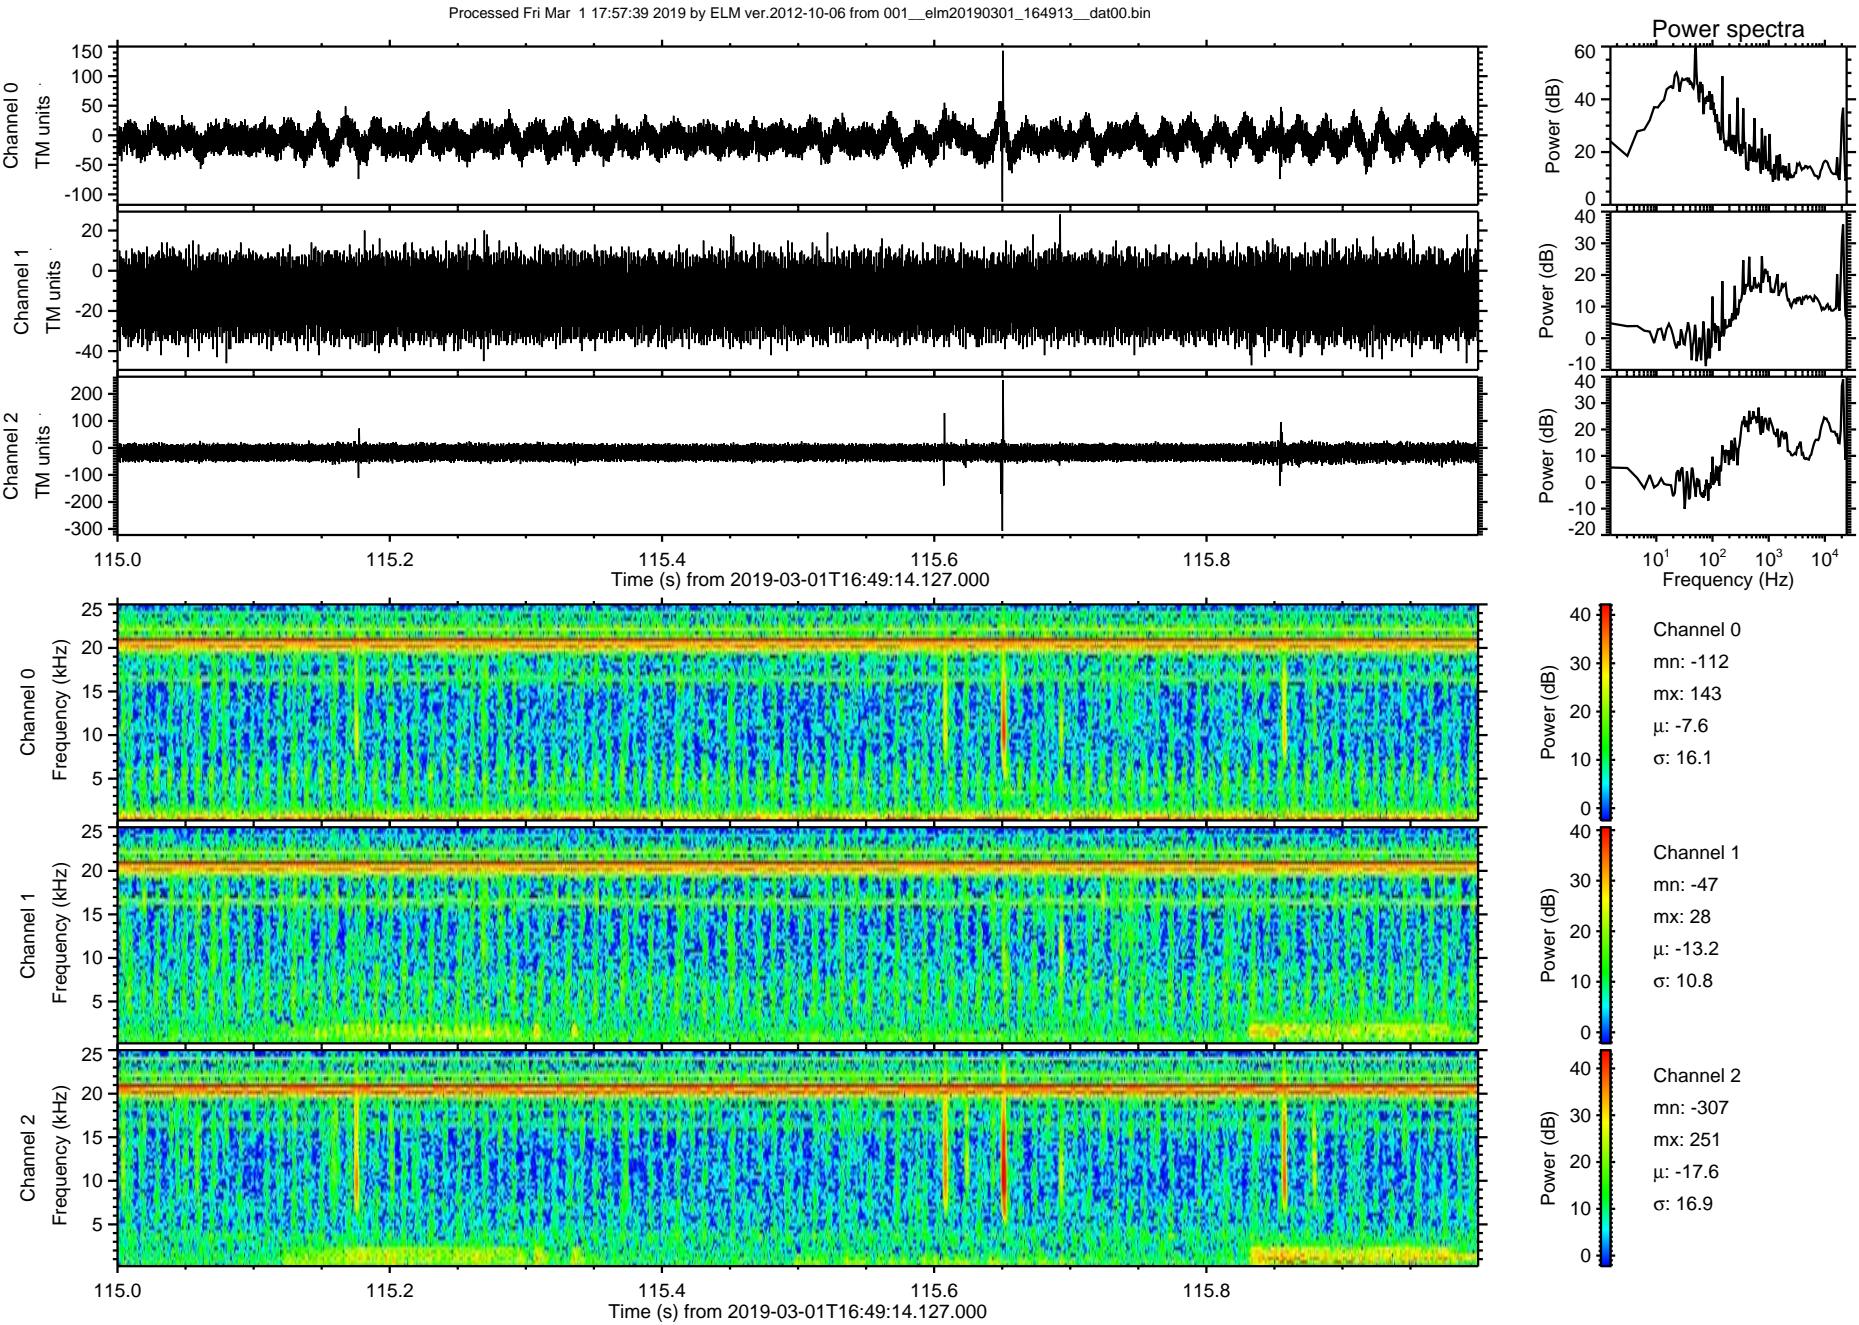 Processed Fri Mar  1 17:57:39 2019 by ELM ver.2012-10-06 from 001__elm20190301_164913__dat00.bin
Power spectra
Channel 0
TM units
150
100
50
0
-50
-100
Power (dB)
60
40
20
0
Channel 1
TM units
20
0
-20
-40
Power (dB)
40
30
20
10
0
-10
Channel 2
TM units
200
100
0
-100
-200
-300
Power (dB)
40
30
20
10
0
-10
-20
115.0 115.2 115.4 115.6 115.8
Time (s) from 2019-03-01T16:49:14.127.000
10¹ 10² 10³ 10⁴
Frequency (Hz)
Channel 0
Frequency (kHz)
25
20
15
10
5
Power (dB)
40
30
20
10
0
Channel 0
mn: -112
mx: 143
µ: -7.6
σ: 16.1
Channel 1
Frequency (kHz)
25
20
15
10
5
Power (dB)
40
30
20
10
0
Channel 1
mn: -47
mx: 28
µ: -13.2
σ: 10.8
Channel 2
Frequency (kHz)
25
20
15
10
5
Power (dB)
40
30
20
10
0
Channel 2
mn: -307
mx: 251
µ: -17.6
σ: 16.9
115.0 115.2 115.4 115.6 115.8
Time (s) from 2019-03-01T16:49:14.127.000